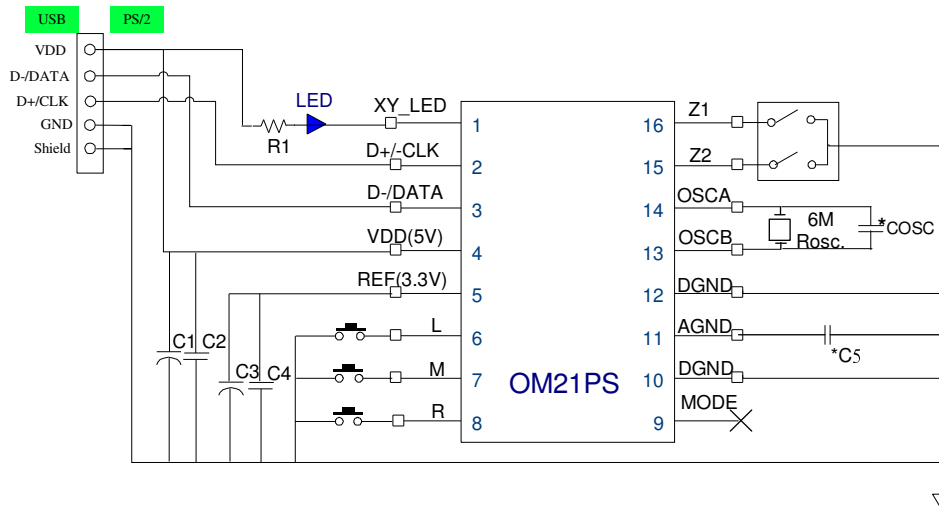 USB PS/2
VDD
D-/DATA
D+/CLK
GND
Shield
R1
LED
XY_LED
D+/-CLK
D-/DATA
VDD(5V)
REF(3.3V)
L
M
R
C1 C2
C3 C4
1
2
3
4
5
6
7
8
OM21PS
16
15
14
13
12
11
10
9
Z1
Z2
OSCA
OSCB
DGND
AGND
DGND
MODE
6M
Rosc.
*COSC
*C5